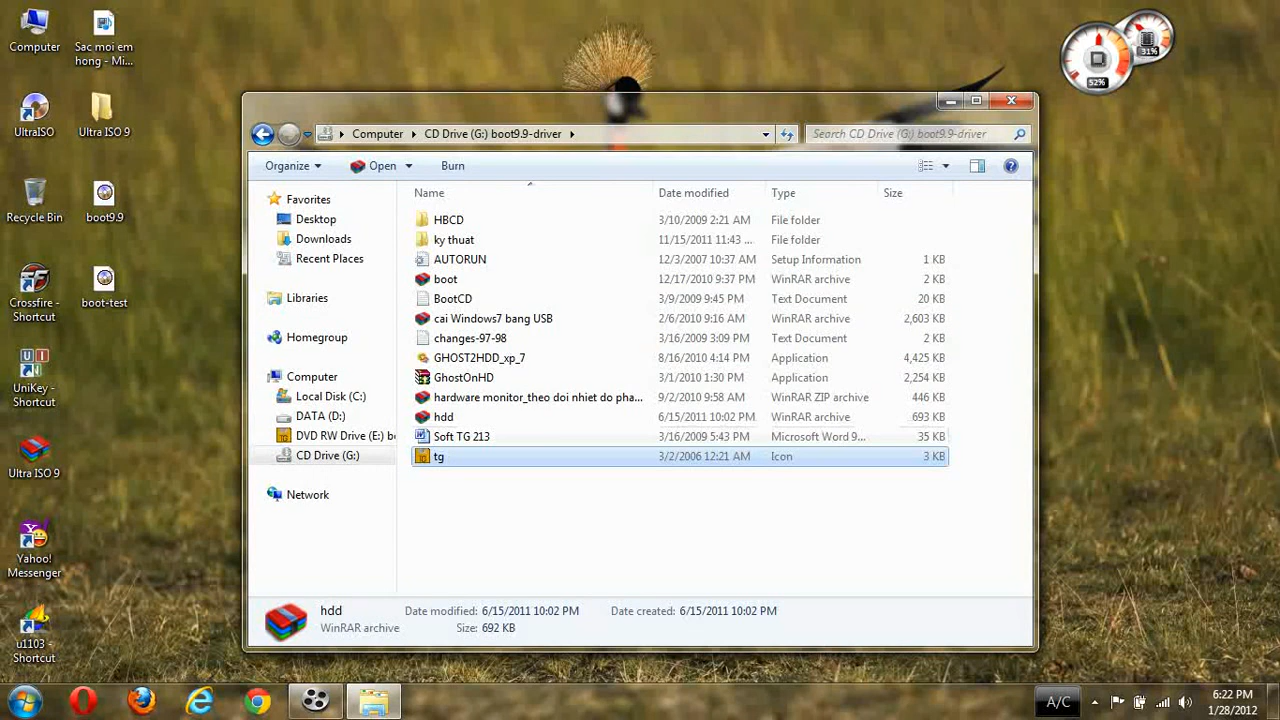 Computer
Sac moi em
hong - Mi...
UltraISO
Ultra ISO 9
Recycle Bin
boot9.9
Crossfire -
Shortcut
boot-test
UniKey -
Shortcut
Ultra ISO 9
Yahoo!
Messenger
u1103 -
Shortcut
52%
31%
Computer
CD Drive (G:) boot9.9-driver
Search CD Drive (G:) boot9.9-driver
Organize
Open
Burn
Favorites
Desktop
Downloads
Recent Places
Libraries
Homegroup
Computer
Local Disk (C:)
DATA (D:)
DVD RW Drive (E:) bo
CD Drive (G:)
Network
Name Date modified Type Size
HBCD 3/10/2009 2:21 AM File folder
ky thuat 11/15/2011 11:43 ... File folder
AUTORUN 12/3/2007 10:37 AM Setup Information 1 KB
boot 12/17/2010 9:37 PM WinRAR archive 2 KB
BootCD 3/9/2009 9:45 PM Text Document 20 KB
cai Windows7 bang USB 2/6/2010 9:16 AM WinRAR archive 2,603 KB
changes-97-98 3/16/2009 3:09 PM Text Document 2 KB
GHOST2HDD_xp_7 8/16/2010 4:14 PM Application 4,425 KB
GhostOnHD 3/1/2010 1:30 PM Application 2,254 KB
hardware monitor_theo doi nhiet do pha... 9/2/2010 9:58 AM WinRAR ZIP archive 446 KB
hdd 6/15/2011 10:02 PM WinRAR archive 693 KB
Soft TG 213 3/16/2009 5:43 PM Microsoft Word 9... 35 KB
tg 3/2/2006 12:21 AM Icon 3 KB
hdd Date modified: 6/15/2011 10:02 PM Date created: 6/15/2011 10:02 PM
WinRAR archive Size: 692 KB
A/C
6:22 PM
1/28/2012